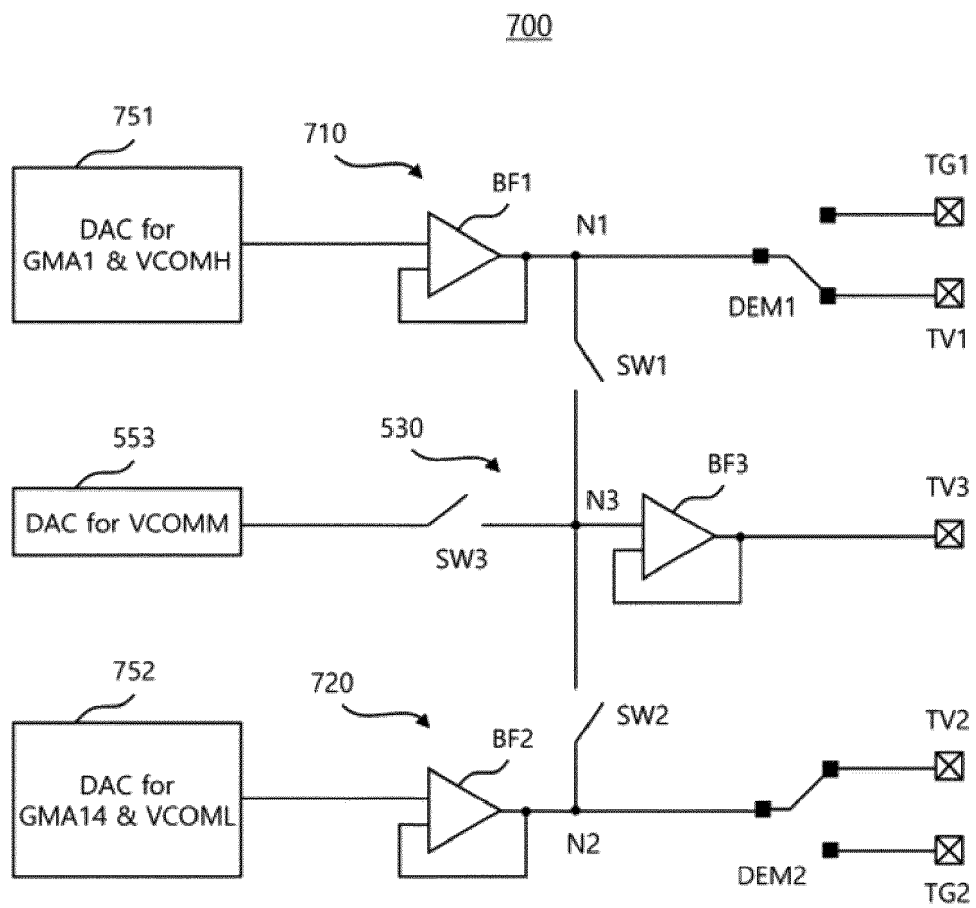 700
751
710
BF1
N1
TG1
DAC for
GMA1 & VCOMH
DEM1
TV1
SW1
553
530
N3
BF3
TV3
DAC for VCOMM
SW3
752
720
BF2
SW2
TV2
DAC for
GMA14 & VCOML
N2
DEM2
TG2